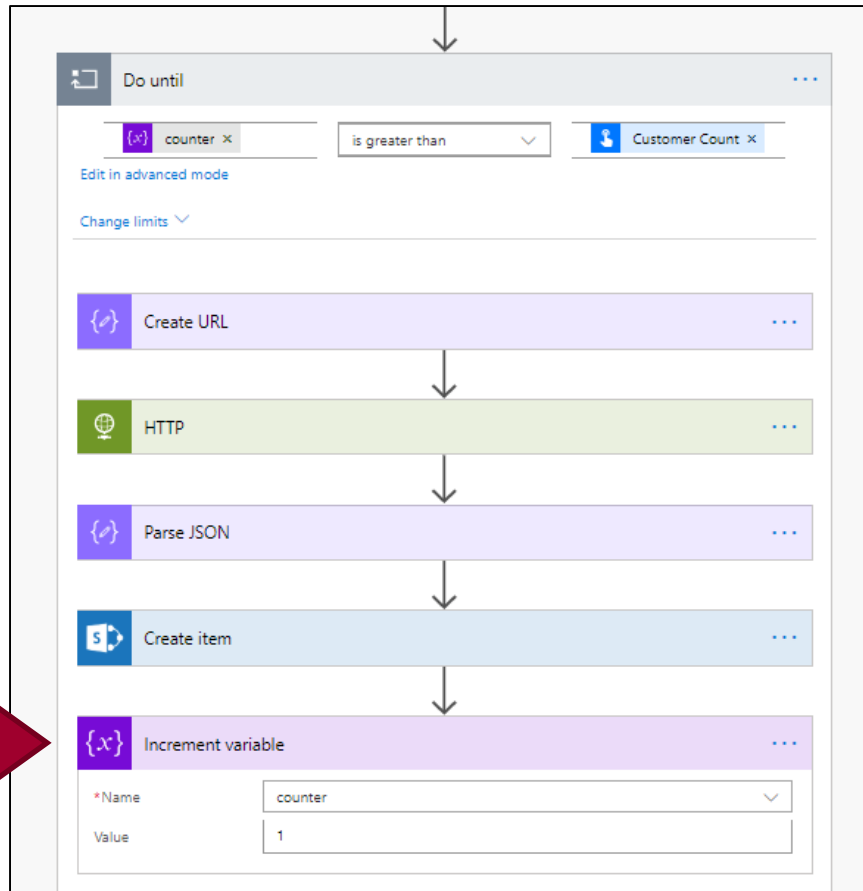 Do until
counter × is greater than Customer Count ×
Edit in advanced mode
Change limits
{} Create URL
HTTP
{} Parse JSON
S Create item
{x} Increment variable
*Name counter
Value 1